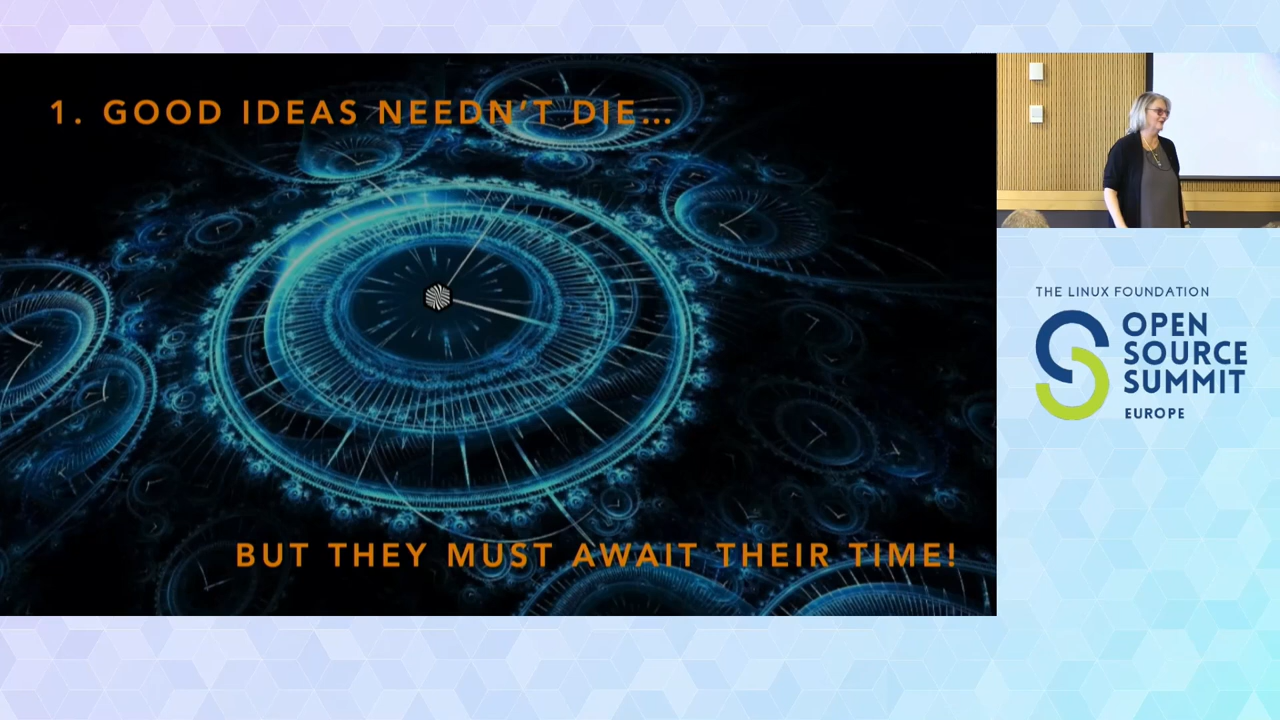 1. GOOD IDEAS NEEDN'T DIE...
BUT THEY MUST AWAIT THEIR TIME!
THE LINUX FOUNDATION
OPEN
SOURCE
SUMMIT
EUROPE